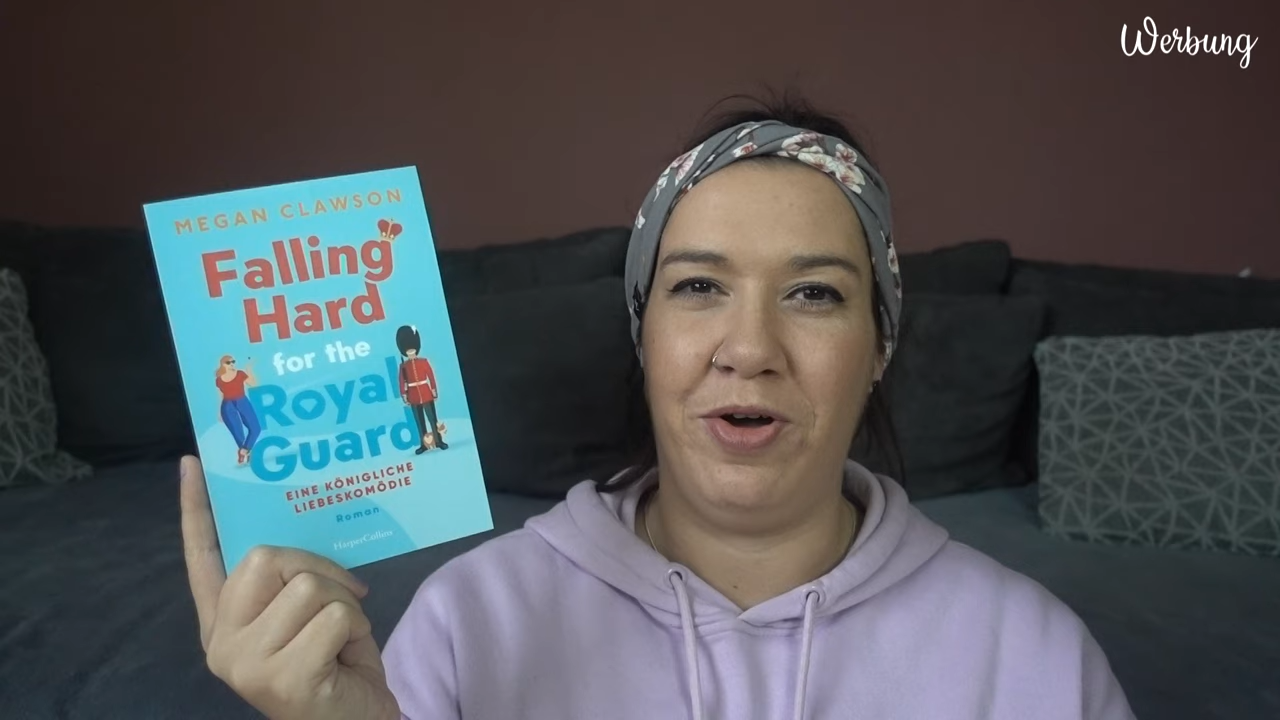 Werbung
MEGAN CLAWSON
Falling
Hard
for the
Royal
Guard
EINE KÖNIGLICHE
LIEBESKOMÖDIE
Roman
HarperCollins